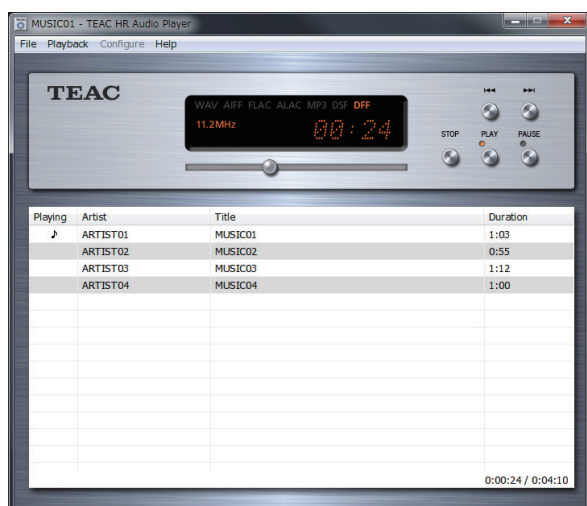 MUSIC01 - TEAC HR Audio Player
File Playback Configure Help
TEAC
WAV AIFF FLAC ALAC MP3 DSF DFF
11.2MHz
00:24
STOP PLAY PAUSE
Playing Artist Title Duration
ARTIST01 MUSIC01 1:03
ARTIST02 MUSIC02 0:55
ARTIST03 MUSIC03 1:12
ARTIST04 MUSIC04 1:00
0:00:24 / 0:04:10